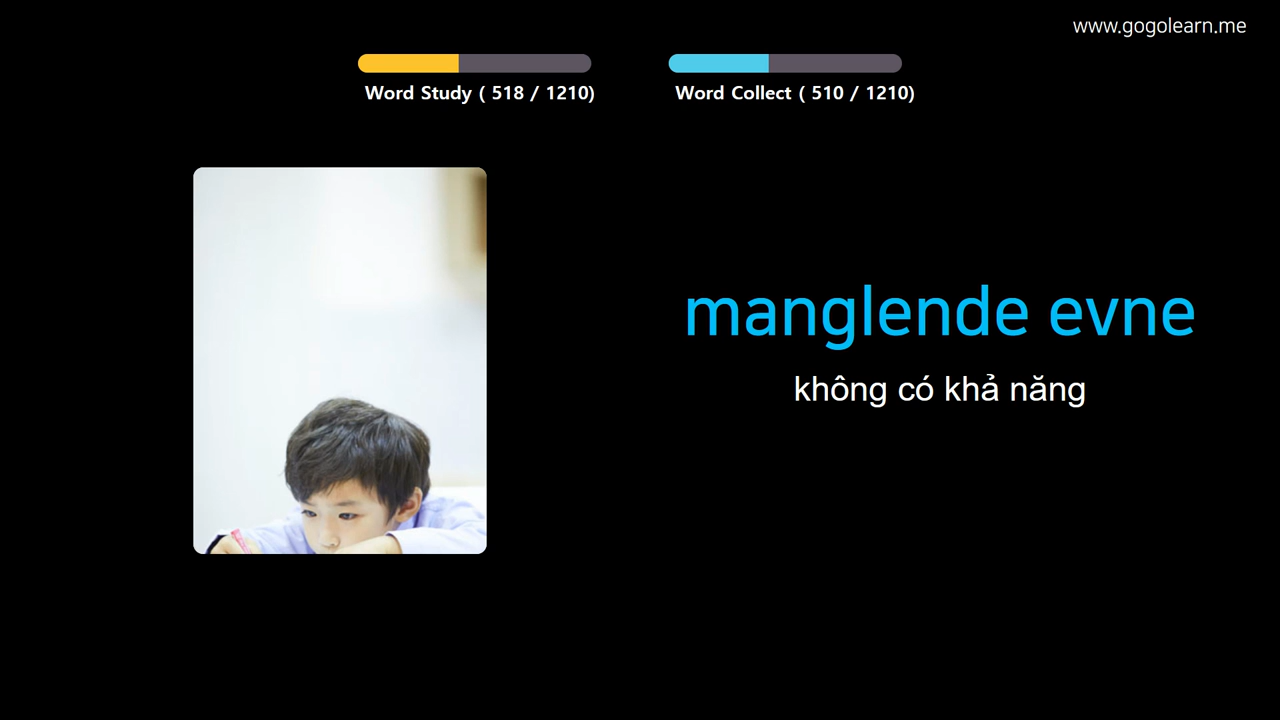 www.gogolearn.me
Word Study ( 518 / 1210)
Word Collect ( 510 / 1210)
manglende evne
không có khả năng